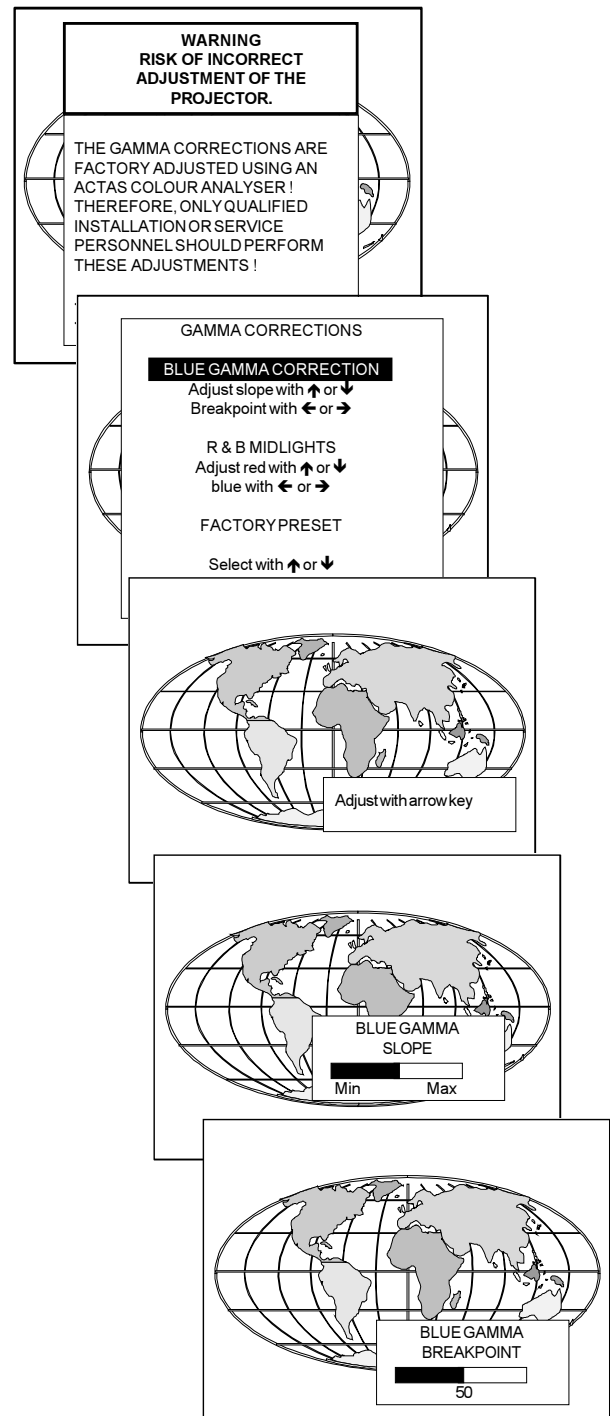 WARNING
RISK OF INCORRECT
ADJUSTMENT OF THE
PROJECTOR.
THE GAMMA CORRECTIONS ARE
FACTORY ADJUSTED USING AN
ACTAS COLOUR ANALYSER !
THEREFORE, ONLY QUALIFIED
INSTALLATION OR SERVICE
PERSONNEL SHOULD PERFORM
THESE ADJUSTMENTS !
GAMMA CORRECTIONS
BLUE GAMMA CORRECTION
Adjust slope with ↑ or ↓
Breakpoint with ← or →
R & B MIDLIGHTS
Adjust red with ↑ or ↓
blue with ← or →
FACTORY PRESET
Select with ↑ or ↓
Adjust with arrow key
BLUE GAMMA
SLOPE
Min Max
BLUE GAMMA
BREAKPOINT
50